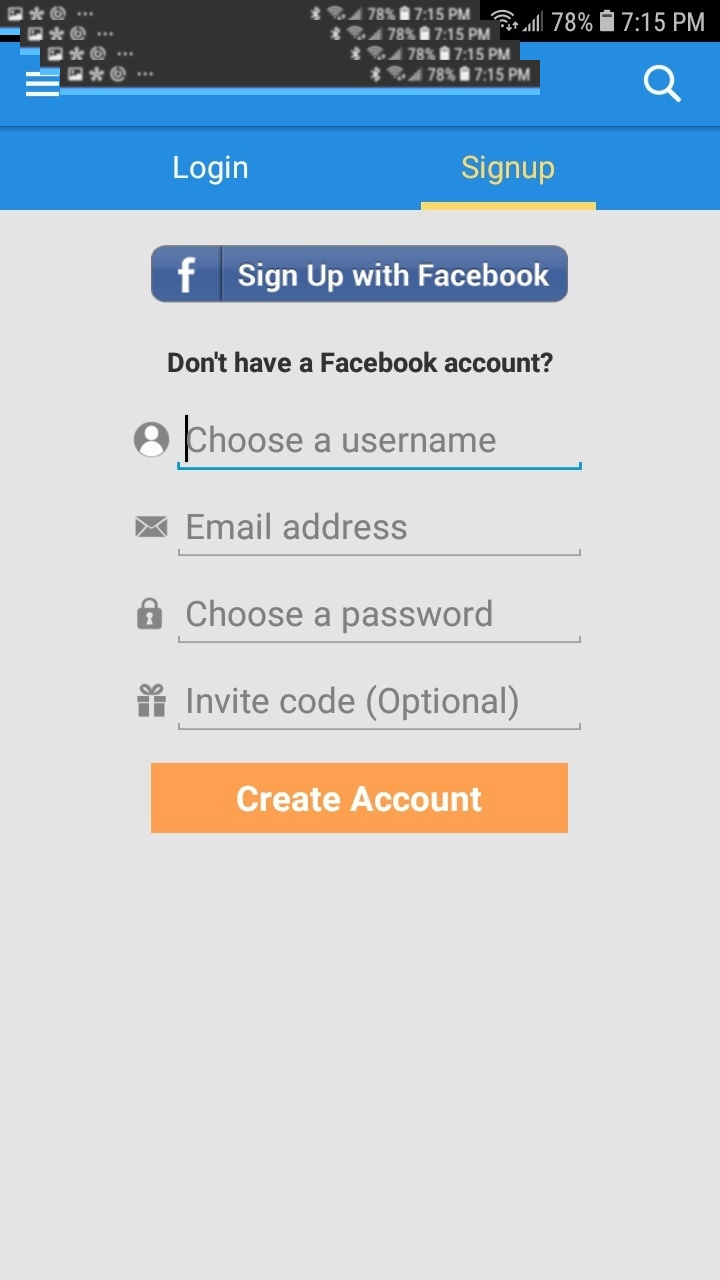 78% 7:15 PM
78% 7:15 PM
78% 7:15 PM
78% 7:15 PM
78% 7:15 PM
Login Signup
f Sign Up with Facebook
Don't have a Facebook account?
Choose a username
Email address
Choose a password
Invite code (Optional)
Create Account